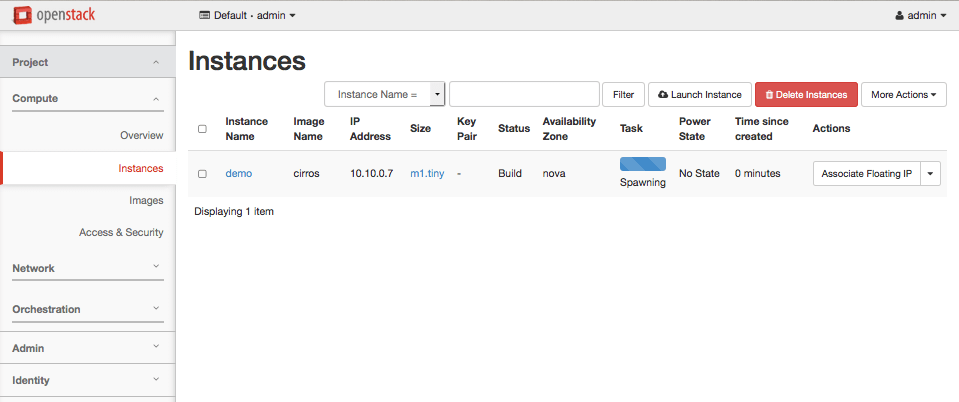 openstack
Default · admin
admin
Project
Compute
Overview
Instances
Images
Access & Security
Network
Orchestration
Admin
Identity
Instances
Instance Name =
Filter
Launch Instance
Delete Instances
More Actions
Instance Name
Image Name
IP Address
Size
Key Pair
Status
Availability Zone
Task
Power State
Time since created
Actions
demo
cirros
10.10.0.7
m1.tiny
-
Build
nova
Spawning
No State
0 minutes
Associate Floating IP
Displaying 1 item